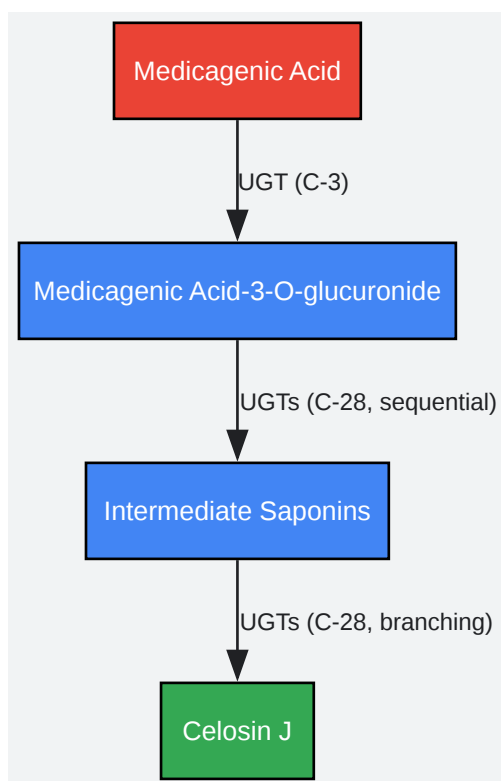 Medicagenic Acid
UGT (C-3)
Medicagenic Acid-3-O-glucuronide
UGTs (C-28, sequential)
Intermediate Saponins
UGTs (C-28, branching)
Celosin J